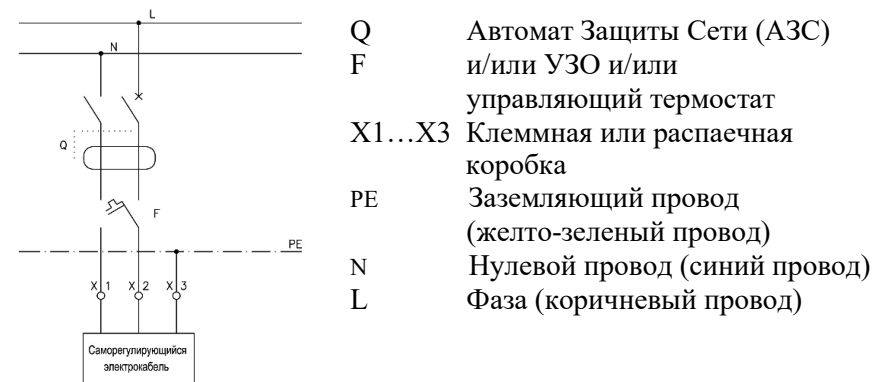 L
N
Q
F
PE
X 1 X 2 X 3
Саморегулирующийся
электрокабель
Q Автомат Защиты Сети (АЗС)
F и/или УЗО и/или
управляющий термостат
X1…X3 Клеммная или распаечная
коробка
PE Заземляющий провод
(желто-зеленый провод)
N Нулевой провод (синий провод)
L Фаза (коричневый провод)